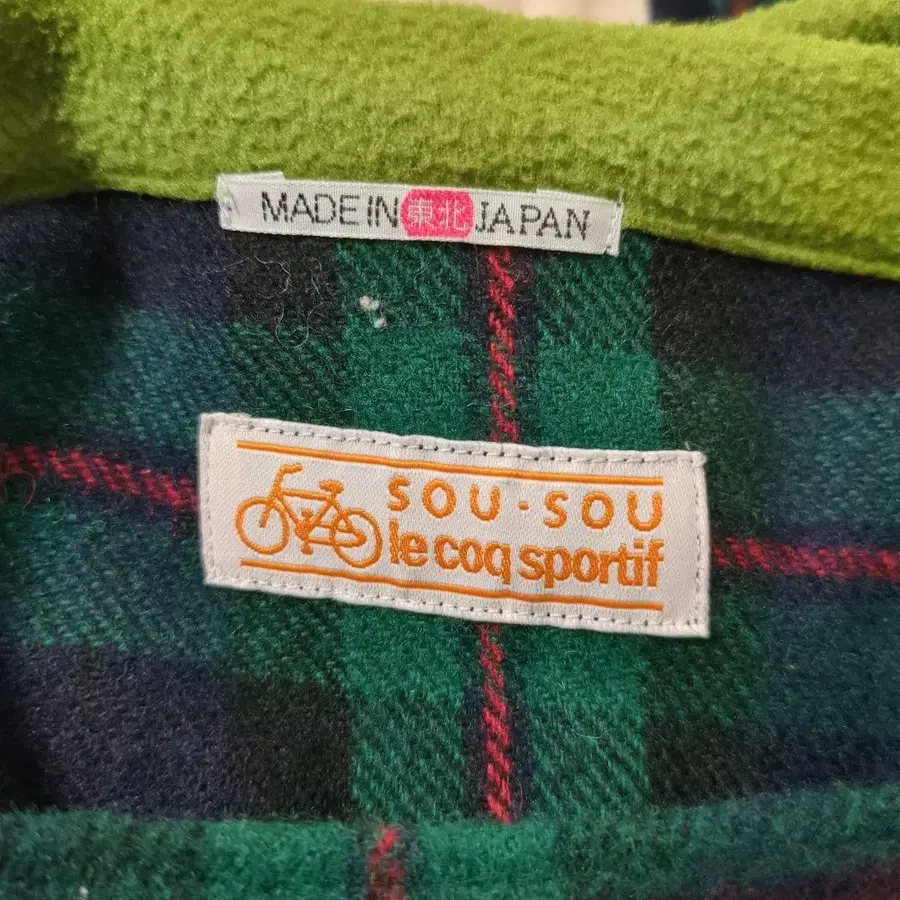 MADE IN 東北 JAPAN
SOU・SOU
le coq sportif